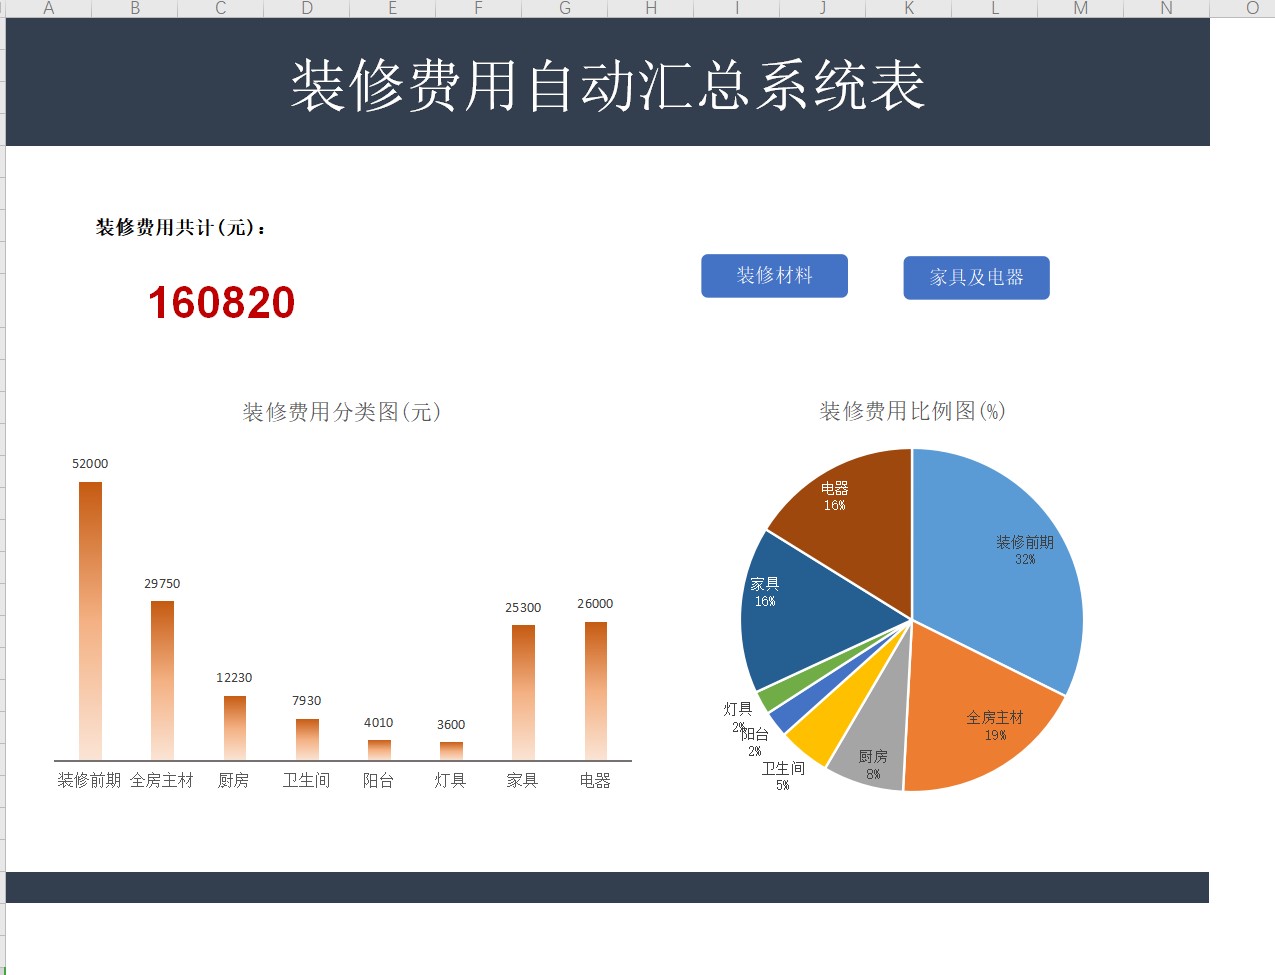 A B C D E F G H I J K L M N O
装修费用自动汇总系统表
装修费用共计(元)：
160820
装修材料
家具及电器
装修费用分类图(元)
52000
29750
12230
7930
4010
3600
25300
26000
装修前期 全房主材 厨房 卫生间 阳台 灯具 家具 电器
装修费用比例图(%)
装修前期
32%
全房主材
19%
厨房
8%
卫生间
5%
阳台
2%
灯具
2%
家具
16%
电器
16%